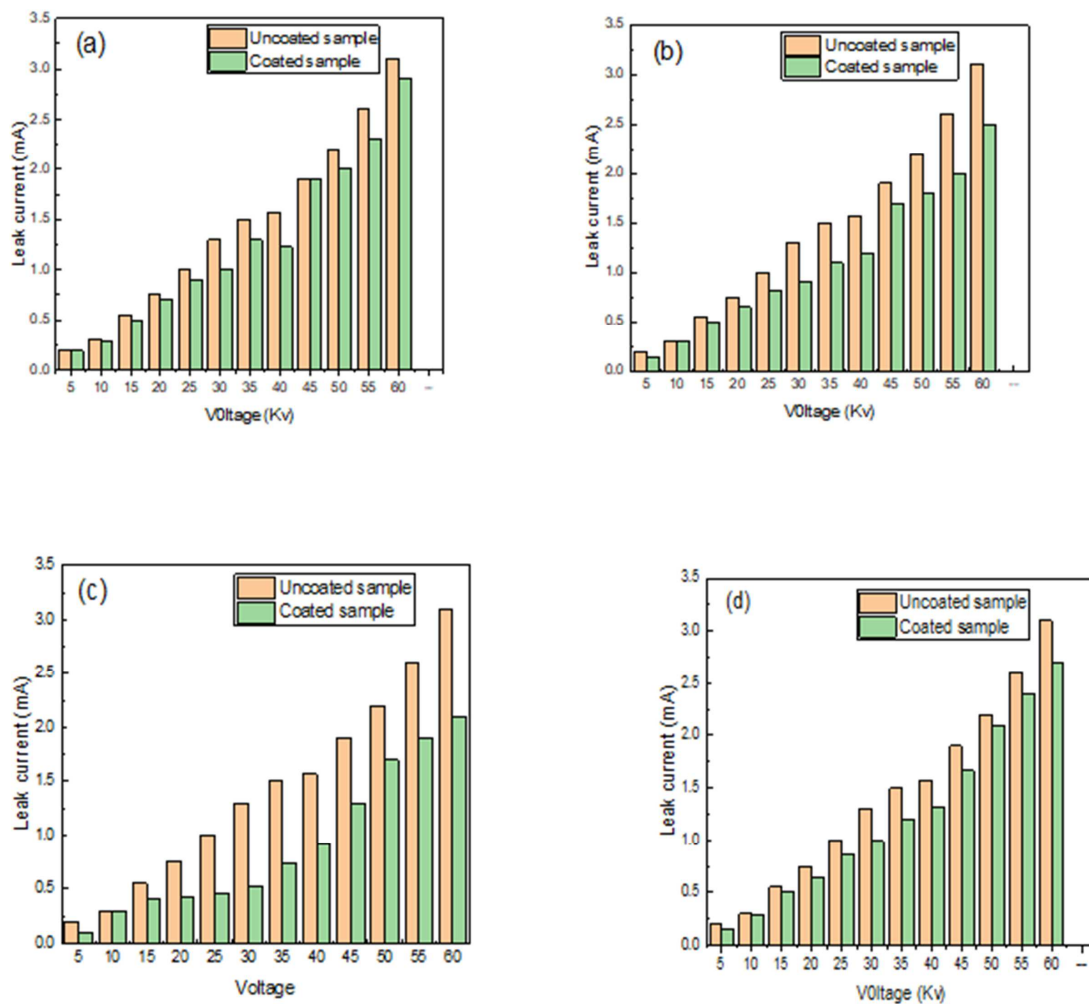 (a)
Uncoated sample
Coated sample
Leak current (mA)
3.5
3.0
2.5
2.0
1.5
1.0
0.5
0.0
5 10 15 20 25 30 35 40 45 50 55 60 --
V0ltage (Kv)
(b)
Uncoated sample
Coated sample
Leak current (mA)
3.5
3.0
2.5
2.0
1.5
1.0
0.5
0.0
5 10 15 20 25 30 35 40 45 50 55 60 --
V0ltage (Kv)
(c)
Uncoated sample
Coated sample
Leak current (mA)
3.5
3.0
2.5
2.0
1.5
1.0
0.5
0.0
5 10 15 20 25 30 35 40 45 50 55 60
Voltage
(d)
Uncoated sample
Coated sample
Leak current (mA)
3.5
3.0
2.5
2.0
1.5
1.0
0.5
0.0
5 10 15 20 25 30 35 40 45 50 55 60 --
V0ltage (Kv)